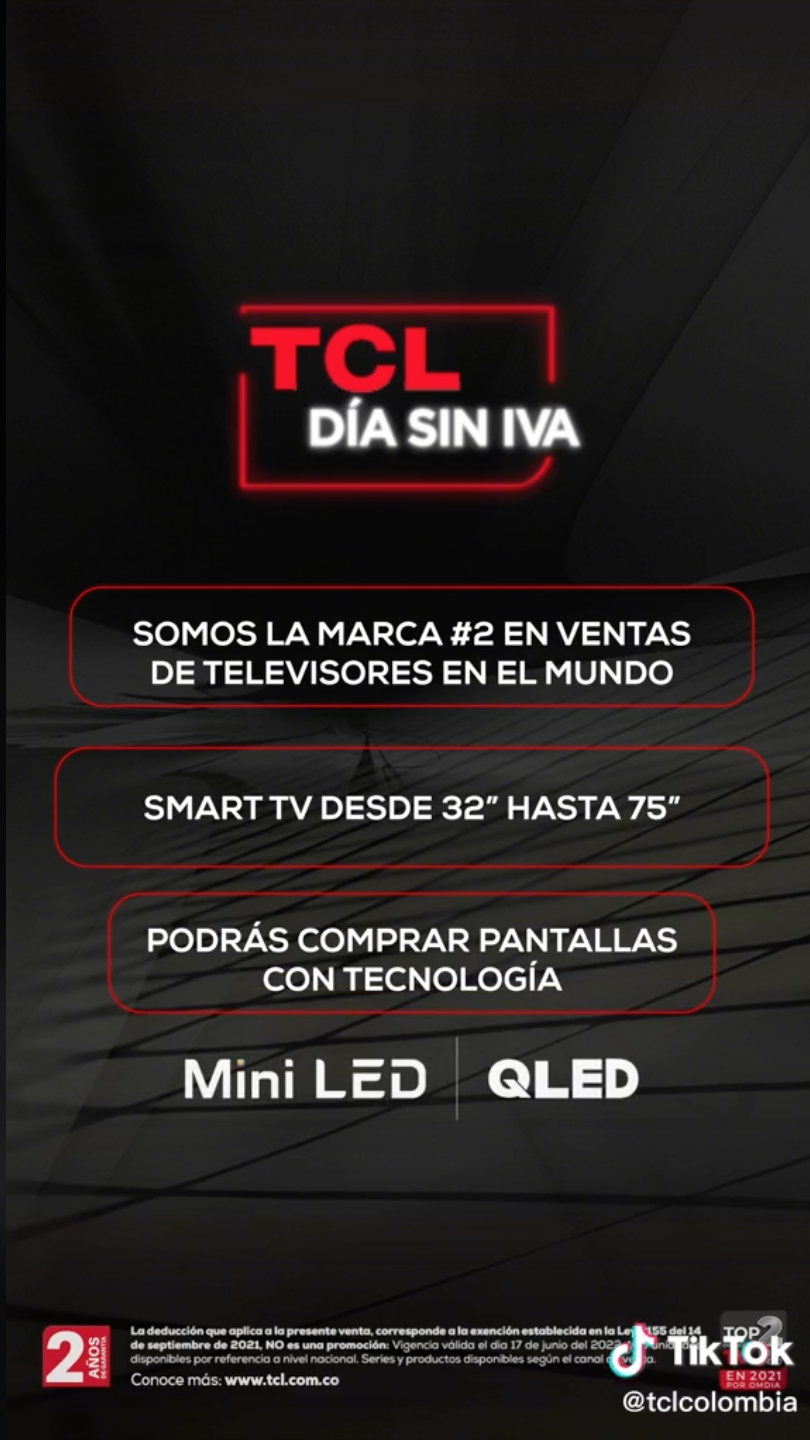 TCL
DÍA SIN IVA
SOMOS LA MARCA #2 EN VENTAS
DE TELEVISORES EN EL MUNDO
SMART TV DESDE 32” HASTA 75”
PODRÁS COMPRAR PANTALLAS
CON TECNOLOGÍA
Mini LED | QLED
2 AÑOS DE GARANTÍA
La deducción que aplica a la presente venta, corresponde a la exención establecida en la Ley 2155 del 14
de septiembre de 2021, NO es una promoción: Vigencia válida el día 17 de junio del
disponibles por referencia a nivel nacional. Series y productos disponibles según el canal
Conoce más: www.tcl.com.co
TOP 2
EN 2021
POR OMDIA
TikTok
@tclcolombia